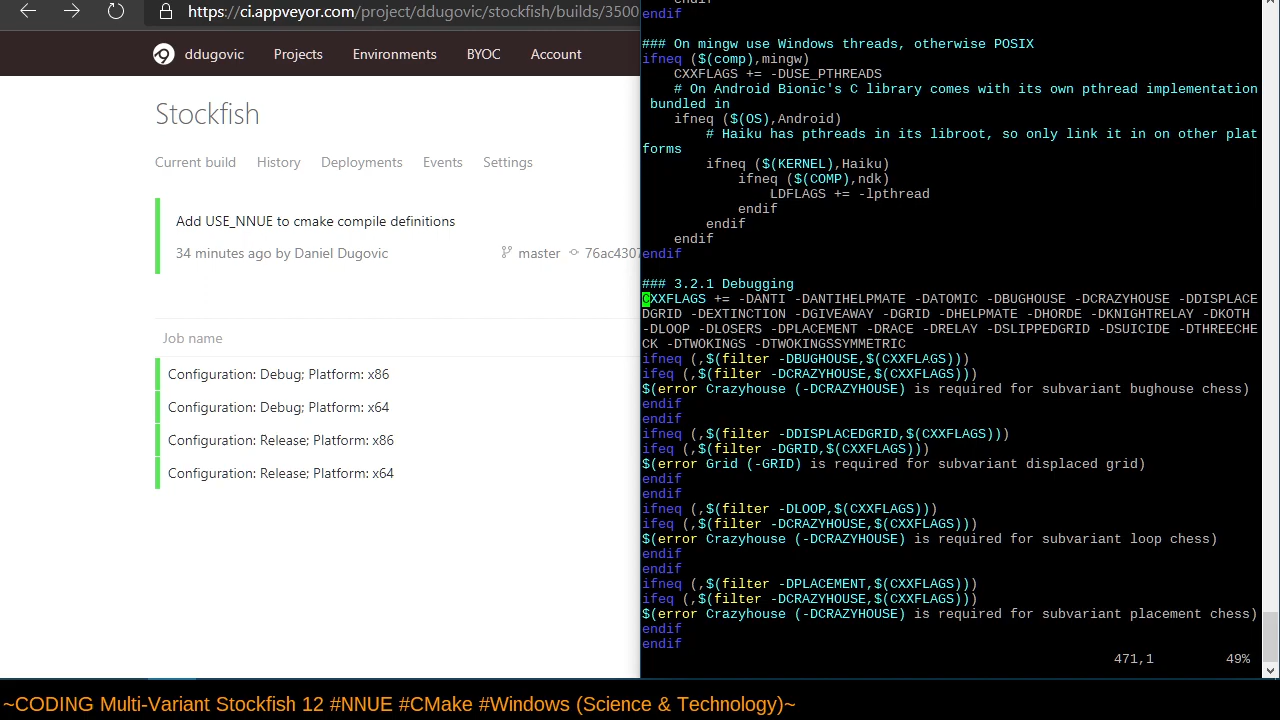 https://ci.appveyor.com/project/ddugovic/stockfish/builds/3500
ddugovic Projects Environments BYOC Account
Stockfish
Current build History Deployments Events Settings
Add USE_NNUE to cmake compile definitions
34 minutes ago by Daniel Dugovic master 76ac4307
Job name
Configuration: Debug; Platform: x86
Configuration: Debug; Platform: x64
Configuration: Release; Platform: x86
Configuration: Release; Platform: x64
endif
endif
### On mingw use Windows threads, otherwise POSIX
ifneq ($(comp),mingw)
CXXFLAGS += -DUSE_PTHREADS
# On Android Bionic's C library comes with its own pthread implementation
bundled in
ifneq ($(OS),Android)
# Haiku has pthreads in its libroot, so only link it in on other plat
forms
ifneq ($(KERNEL),Haiku)
ifneq ($(COMP),ndk)
LDFLAGS += -lpthread
endif
endif
endif
endif
### 3.2.1 Debugging
CXXFLAGS += -DANTI -DANTIHELPMATE -DATOMIC -DBUGHOUSE -DCRAZYHOUSE -DDISPLACE
DGRID -DEXTINCTION -DGIVEAWAY -DGRID -DHELPMATE -DHORDE -DKNIGHTRELAY -DKOTH
-DLOOP -DLOSERS -DPLACEMENT -DRACE -DRELAY -DSLIPPEDGRID -DSUICIDE -DTHREECHE
CK -DTWOKINGS -DTWOKINGSSYMMETRIC
ifneq (,$(filter -DBUGHOUSE,$(CXXFLAGS)))
ifeq (,$(filter -DCRAZYHOUSE,$(CXXFLAGS)))
$(error Crazyhouse (-DCRAZYHOUSE) is required for subvariant bughouse chess)
endif
endif
ifneq (,$(filter -DDISPLACEDGRID,$(CXXFLAGS)))
ifeq (,$(filter -DGRID,$(CXXFLAGS)))
$(error Grid (-GRID) is required for subvariant displaced grid)
endif
endif
ifneq (,$(filter -DLOOP,$(CXXFLAGS)))
ifeq (,$(filter -DCRAZYHOUSE,$(CXXFLAGS)))
$(error Crazyhouse (-DCRAZYHOUSE) is required for subvariant loop chess)
endif
endif
ifneq (,$(filter -DPLACEMENT,$(CXXFLAGS)))
ifeq (,$(filter -DCRAZYHOUSE,$(CXXFLAGS)))
$(error Crazyhouse (-DCRAZYHOUSE) is required for subvariant placement chess)
endif
endif
471,1 49%
~CODING Multi-Variant Stockfish 12 #NNUE #CMake #Windows (Science & Technology)~